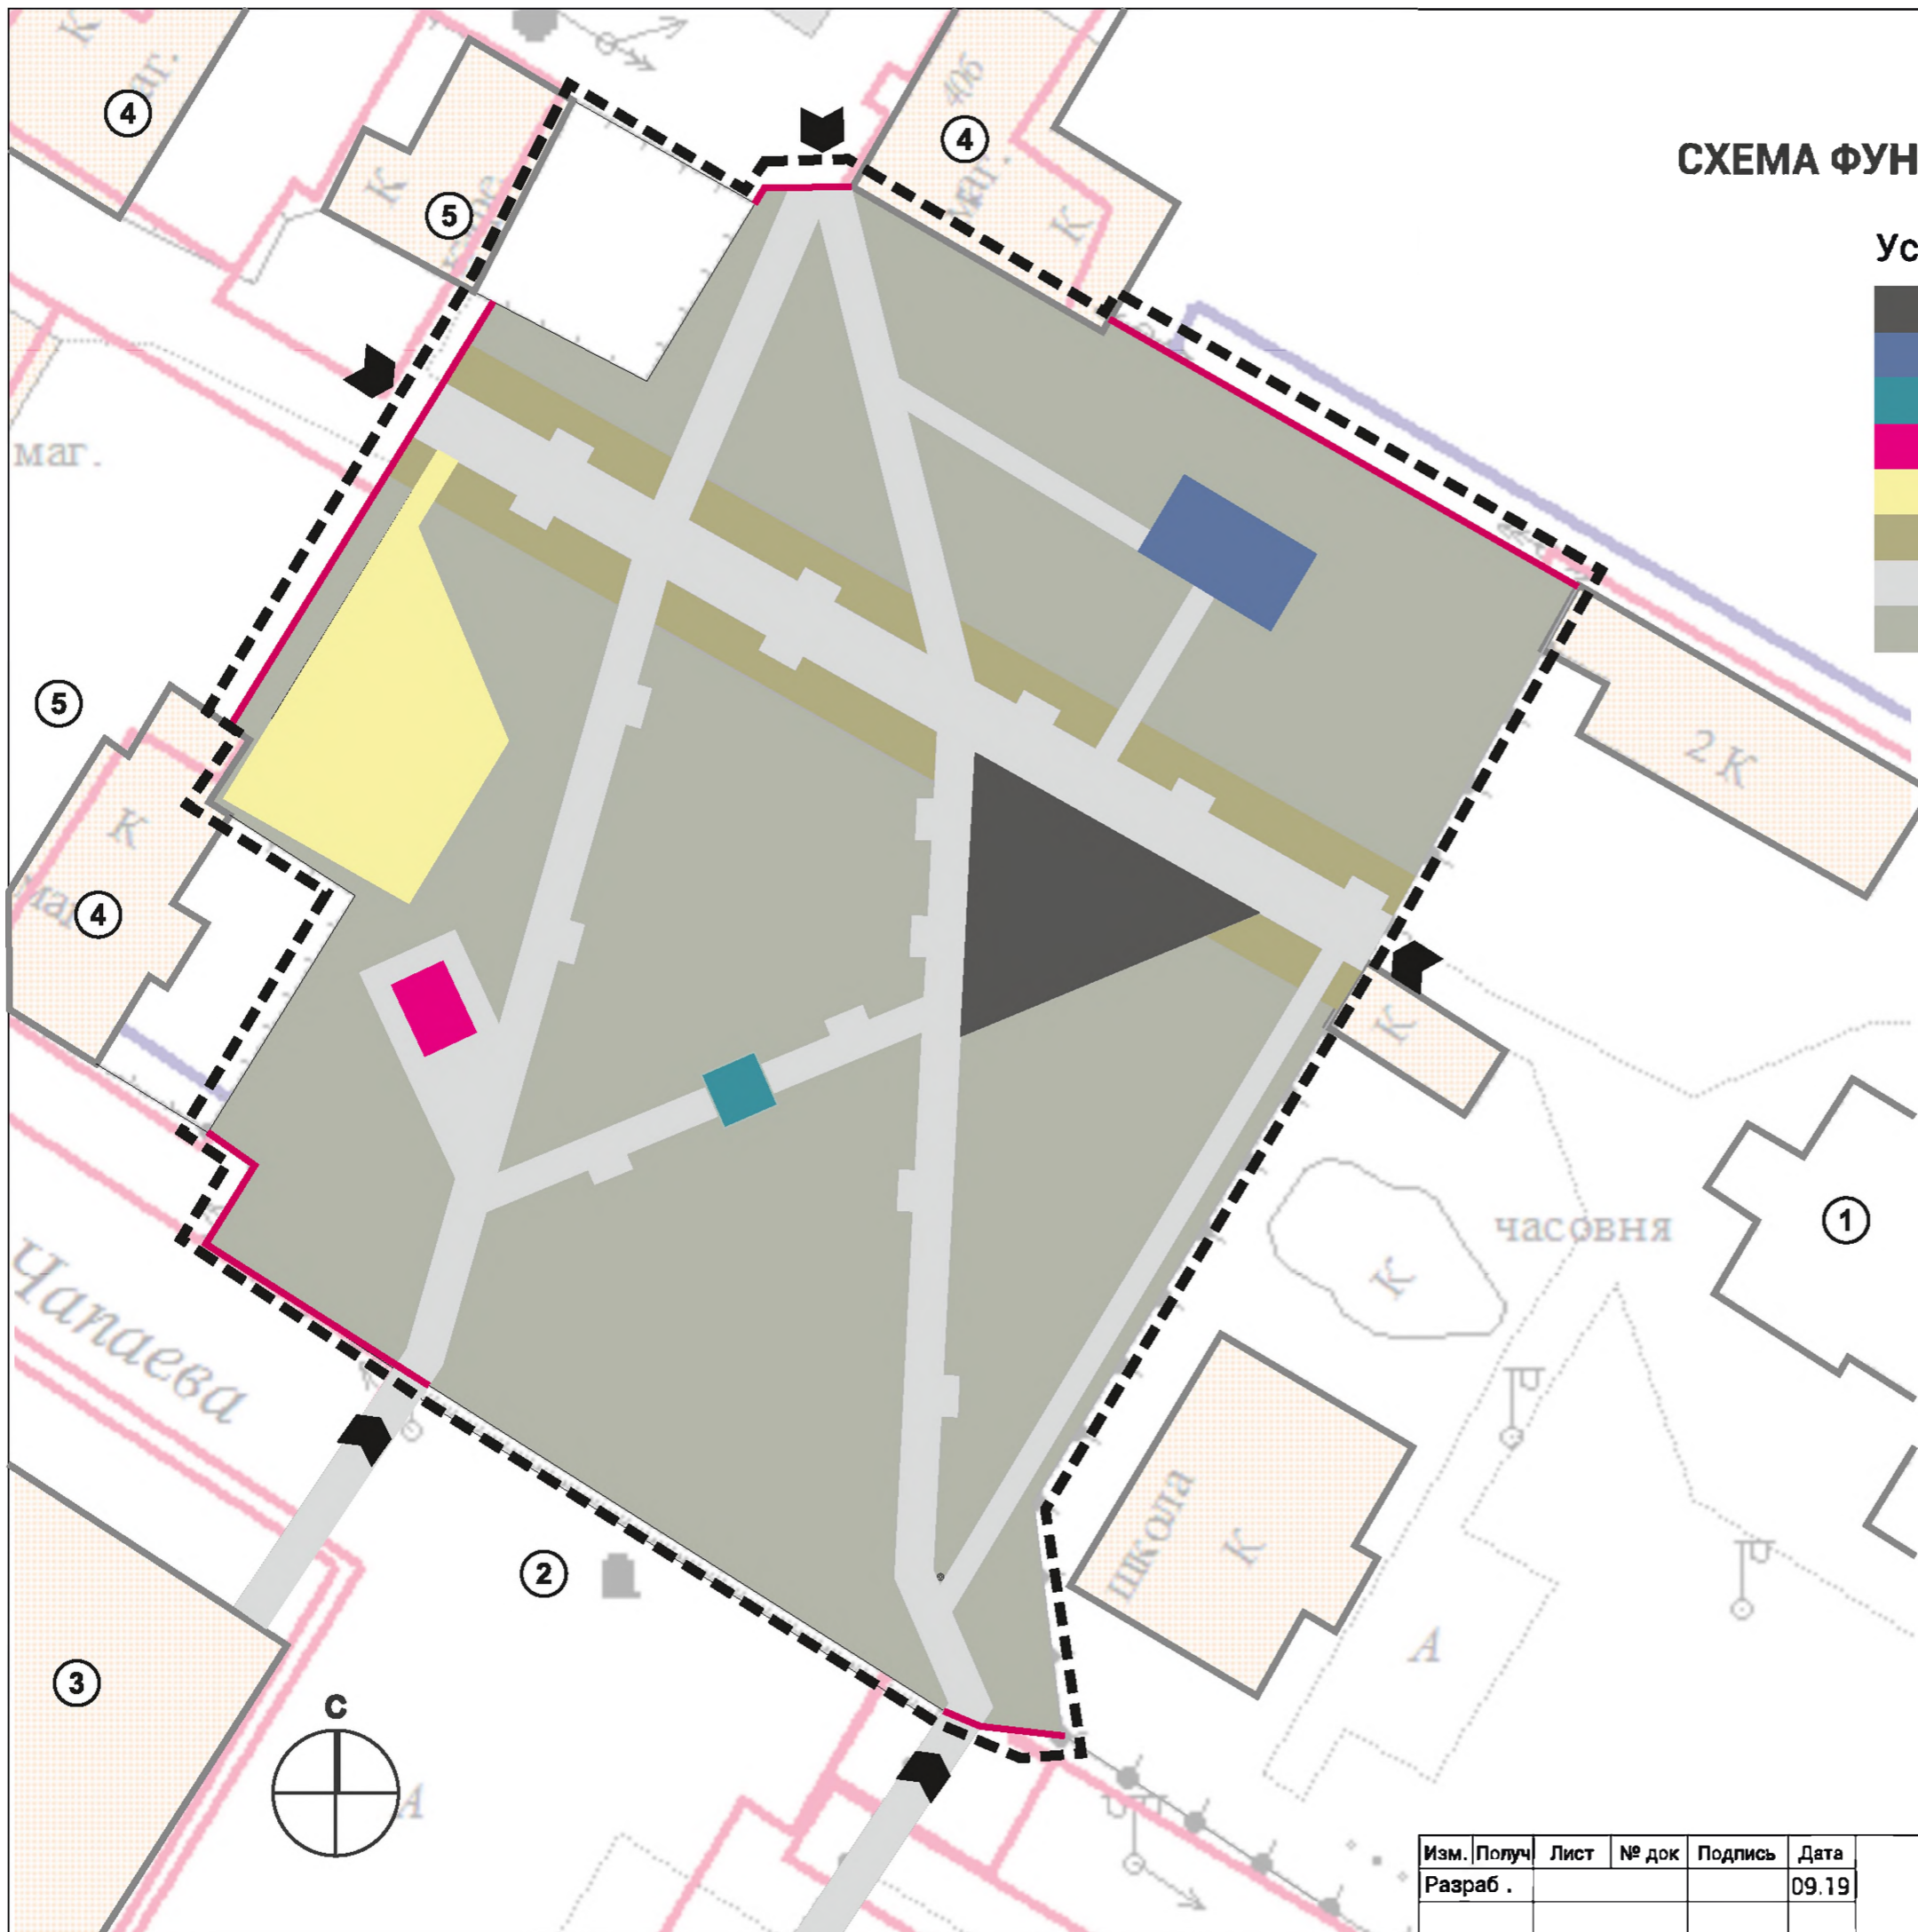 К
маг.
4
К
5
406
4
маг.
К
СХЕМА ФУН
Ус
маг.
5
2 К
К
маг
4
К
часовня
К
1
Чапаева
школа
К
2
А
3
С
А
Изм. Получ Лист № док Подпись Дата
Разраб . 09.19